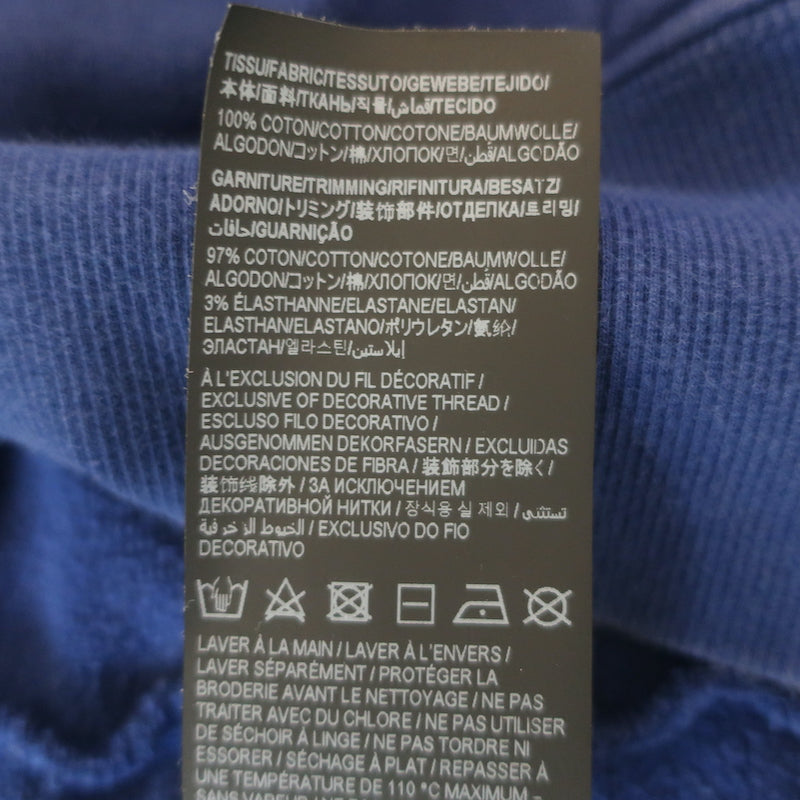 TISSU/FABRIC/TESSUTO/GEWEBE/TEJIDO/
本体/面料/ТКАНЬ/직물/قماش/TECIDO
100% COTON/COTTON/COTONE/BAUMWOLLE/
ALGODON/コットン/棉/ХЛОПОК/면/قطن/ALGODÃO
GARNITURE/TRIMMING/RIFINITURA/BESATZ/
ADORNO/トリミング/装饰部件/ОТДЕЛКА/트리밍/
حافات/GUARNIÇÃO
97% COTON/COTTON/COTONE/BAUMWOLLE/
ALGODON/コットン/棉/ХЛОПОК/면/قطن/ALGODÃO
3% ÉLASTHANNE/ELASTANE/ELASTAN/
ELASTHAN/ELASTANO/ポリウレタン/氨纶/
ЭЛАСТАН/엘라스틴/إيلاستين
À L'EXCLUSION DU FIL DÉCORATIF /
EXCLUSIVE OF DECORATIVE THREAD /
ESCLUSO FILO DECORATIVO /
AUSGENOMMEN DEKORFASERN / EXCLUIDAS
DECORACIONES DE FIBRA / 装飾部分を除く /
装饰线除外 / ЗА ИСКЛЮЧЕНИЕМ
ДЕКОРАТИВНОЙ НИТКИ / 장식용 실 제외 / تستثنى
الخيوط الزخرفية / EXCLUSIVO DO FIO
DECORATIVO
LAVER À LA MAIN / LAVER À L'ENVERS /
LAVER SÉPARÉMENT / PROTÉGER LA
BRODERIE AVANT LE NETTOYAGE / NE PAS
TRAITER AVEC DU CHLORE / NE PAS UTILISER
DE SÉCHOIR À LINGE / NE PAS TORDRE NI
ESSORER / SÉCHAGE À PLAT / REPASSER À
UNE TEMPÉRATURE DE 110 °C MAXIMUM
SANS VAPEUR